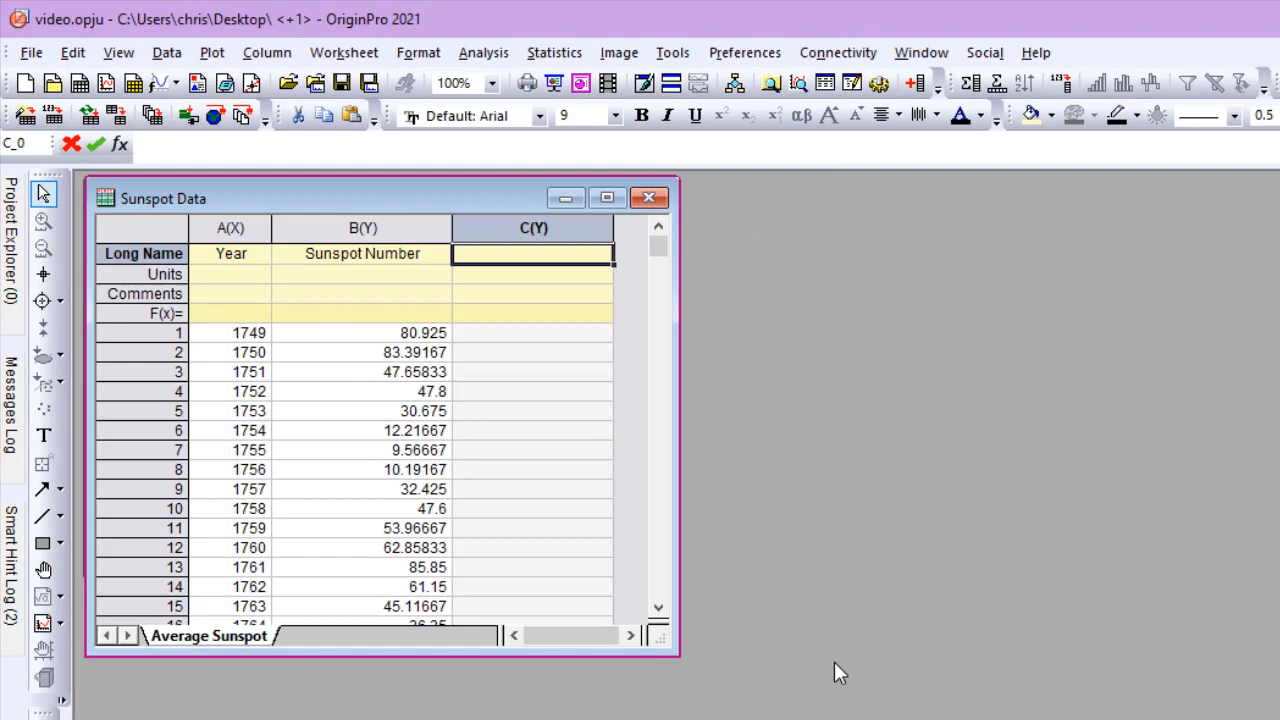 video.opju - C:\Users\chris\Desktop\ <+1> - OriginPro 2021
File Edit View Data Plot Column Worksheet Format Analysis Statistics Image Tools Preferences Connectivity Window Social Help
100%
Default: Arial 9 B I U x² x₂ αβ A A A 0.5
C_0 fx
Project Explorer (0)
Messages Log
Smart Hint Log (2)
T
Sunspot Data
A(X) B(Y) C(Y)
Long Name Year Sunspot Number
Units
Comments
F(x)=
1 1749 80.925
2 1750 83.39167
3 1751 47.65833
4 1752 47.8
5 1753 30.675
6 1754 12.21667
7 1755 9.56667
8 1756 10.19167
9 1757 32.425
10 1758 47.6
11 1759 53.96667
12 1760 62.85833
13 1761 85.85
14 1762 61.15
15 1763 45.11667
Average Sunspot